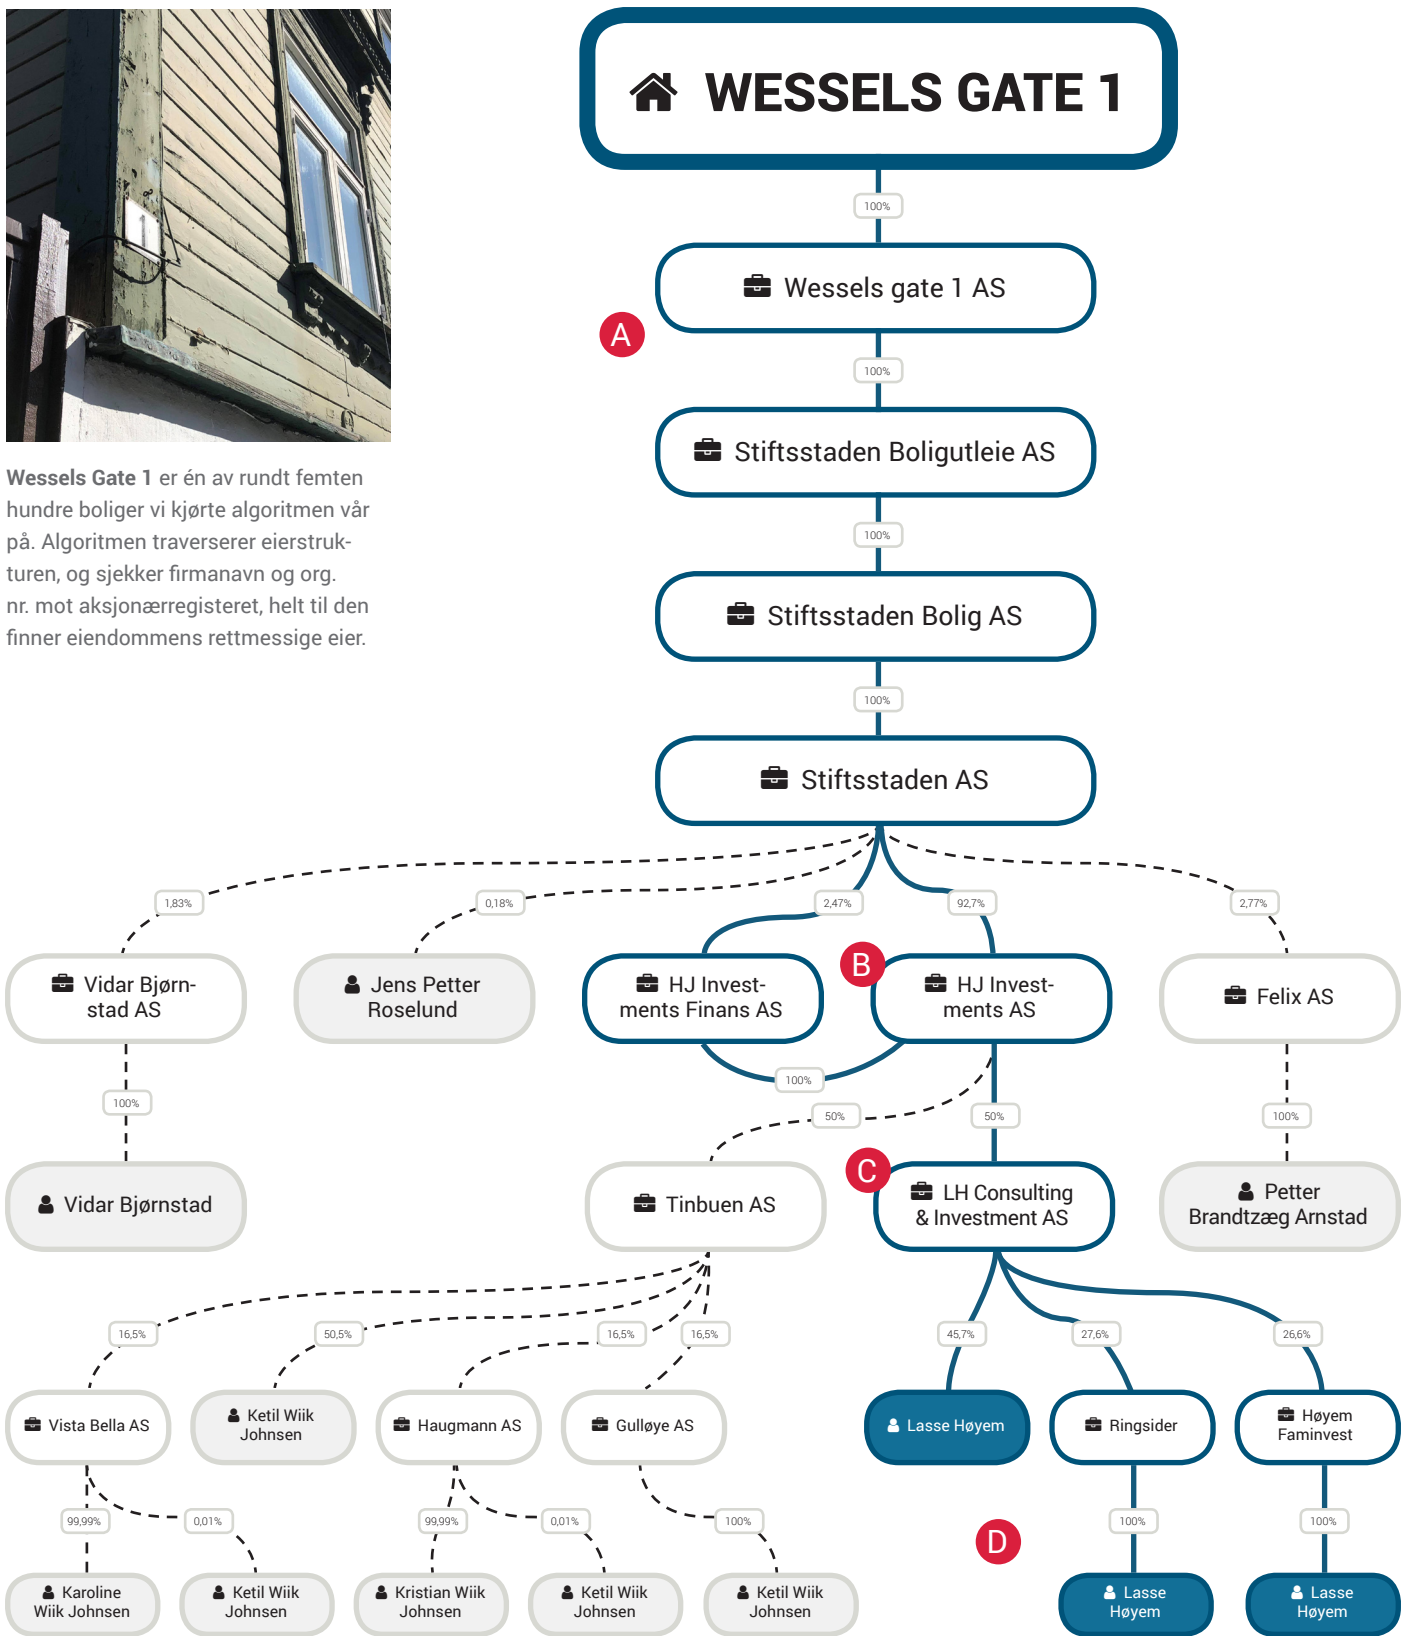 WESSELS GATE 1
1
100%
Wessels gate 1 AS
A
100%
Stiftsstaden Boligutleie AS
Wessels Gate 1 er én av rundt femten
hundre boliger vi kjørte algoritmen vår
på. Algoritmen traverserer eierstruk-
turen, og sjekker firmanavn og org.
nr. mot aksjonærregisteret, helt til den
finner eiendommens rettmessige eier.
100%
Stiftsstaden Bolig AS
100%
Stiftsstaden AS
1,83%
0,18%
2,47%
92,7%
2,77%
Vidar Bjørn-
stad AS
Jens Petter
Roselund
HJ Invest-
ments Finans AS
B
HJ Invest-
ments AS
Felix AS
100%
100%
50%
50%
100%
Vidar Bjørnstad
Tinbuen AS
C
LH Consulting
& Investment AS
Petter
Brandtzæg Arnstad
16,5%
50,5%
16,5%
16,5%
45,7%
27,6%
26,6%
Vista Bella AS
Ketil Wiik
Johnsen
Haugmann AS
Gulløye AS
Lasse Høyem
Ringsider
Høyem
Faminvest
99,99%
0,01%
99,99%
0,01%
100%
D
100%
100%
Karoline
Wiik Johnsen
Ketil Wiik
Johnsen
Kristian Wiik
Johnsen
Ketil Wiik
Johnsen
Ketil Wiik
Johnsen
Lasse
Høyem
Lasse
Høyem